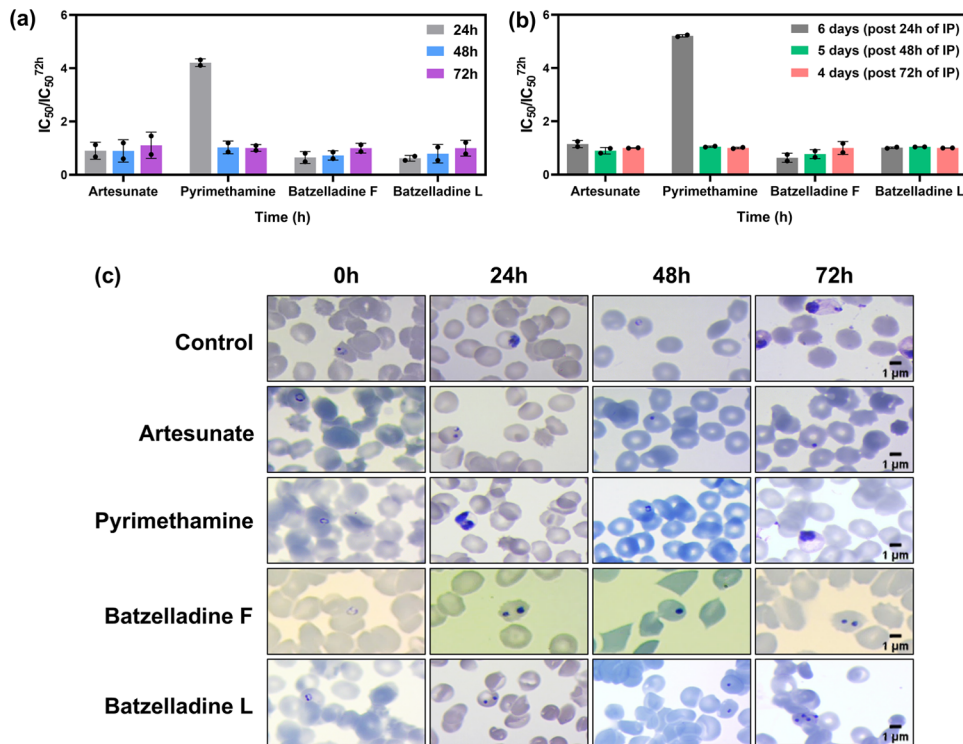 (a)
6
4
2
0
IC50/IC50 72h
24h
48h
72h
Artesunate Pyrimethamine Batzelladine F Batzelladine L
Time (h)
(b)
6
4
2
0
IC50/IC50 72h
6 days (post 24h of IP)
5 days (post 48h of IP)
4 days (post 72h of IP)
Artesunate Pyrimethamine Batzelladine F Batzelladine L
Time (h)
(c)
0h 24h 48h 72h
Control
1 µm
Artesunate
1 µm
Pyrimethamine
1 µm
Batzelladine F
1 µm
Batzelladine L
1 µm